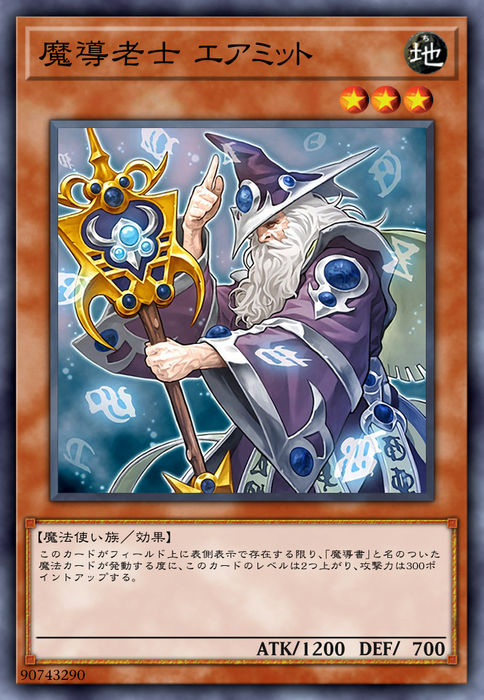 魔導老士 エアミット
ち
地
【魔法使い族／効果】
このカードがフィールド上に表側表示で存在する限り、「魔導書」と名のついた
魔法カードが発動する度に、このカードのレベルは2つ上がり、攻撃力は300ポ
イントアップする。
ATK/1200 DEF/ 700
90743290